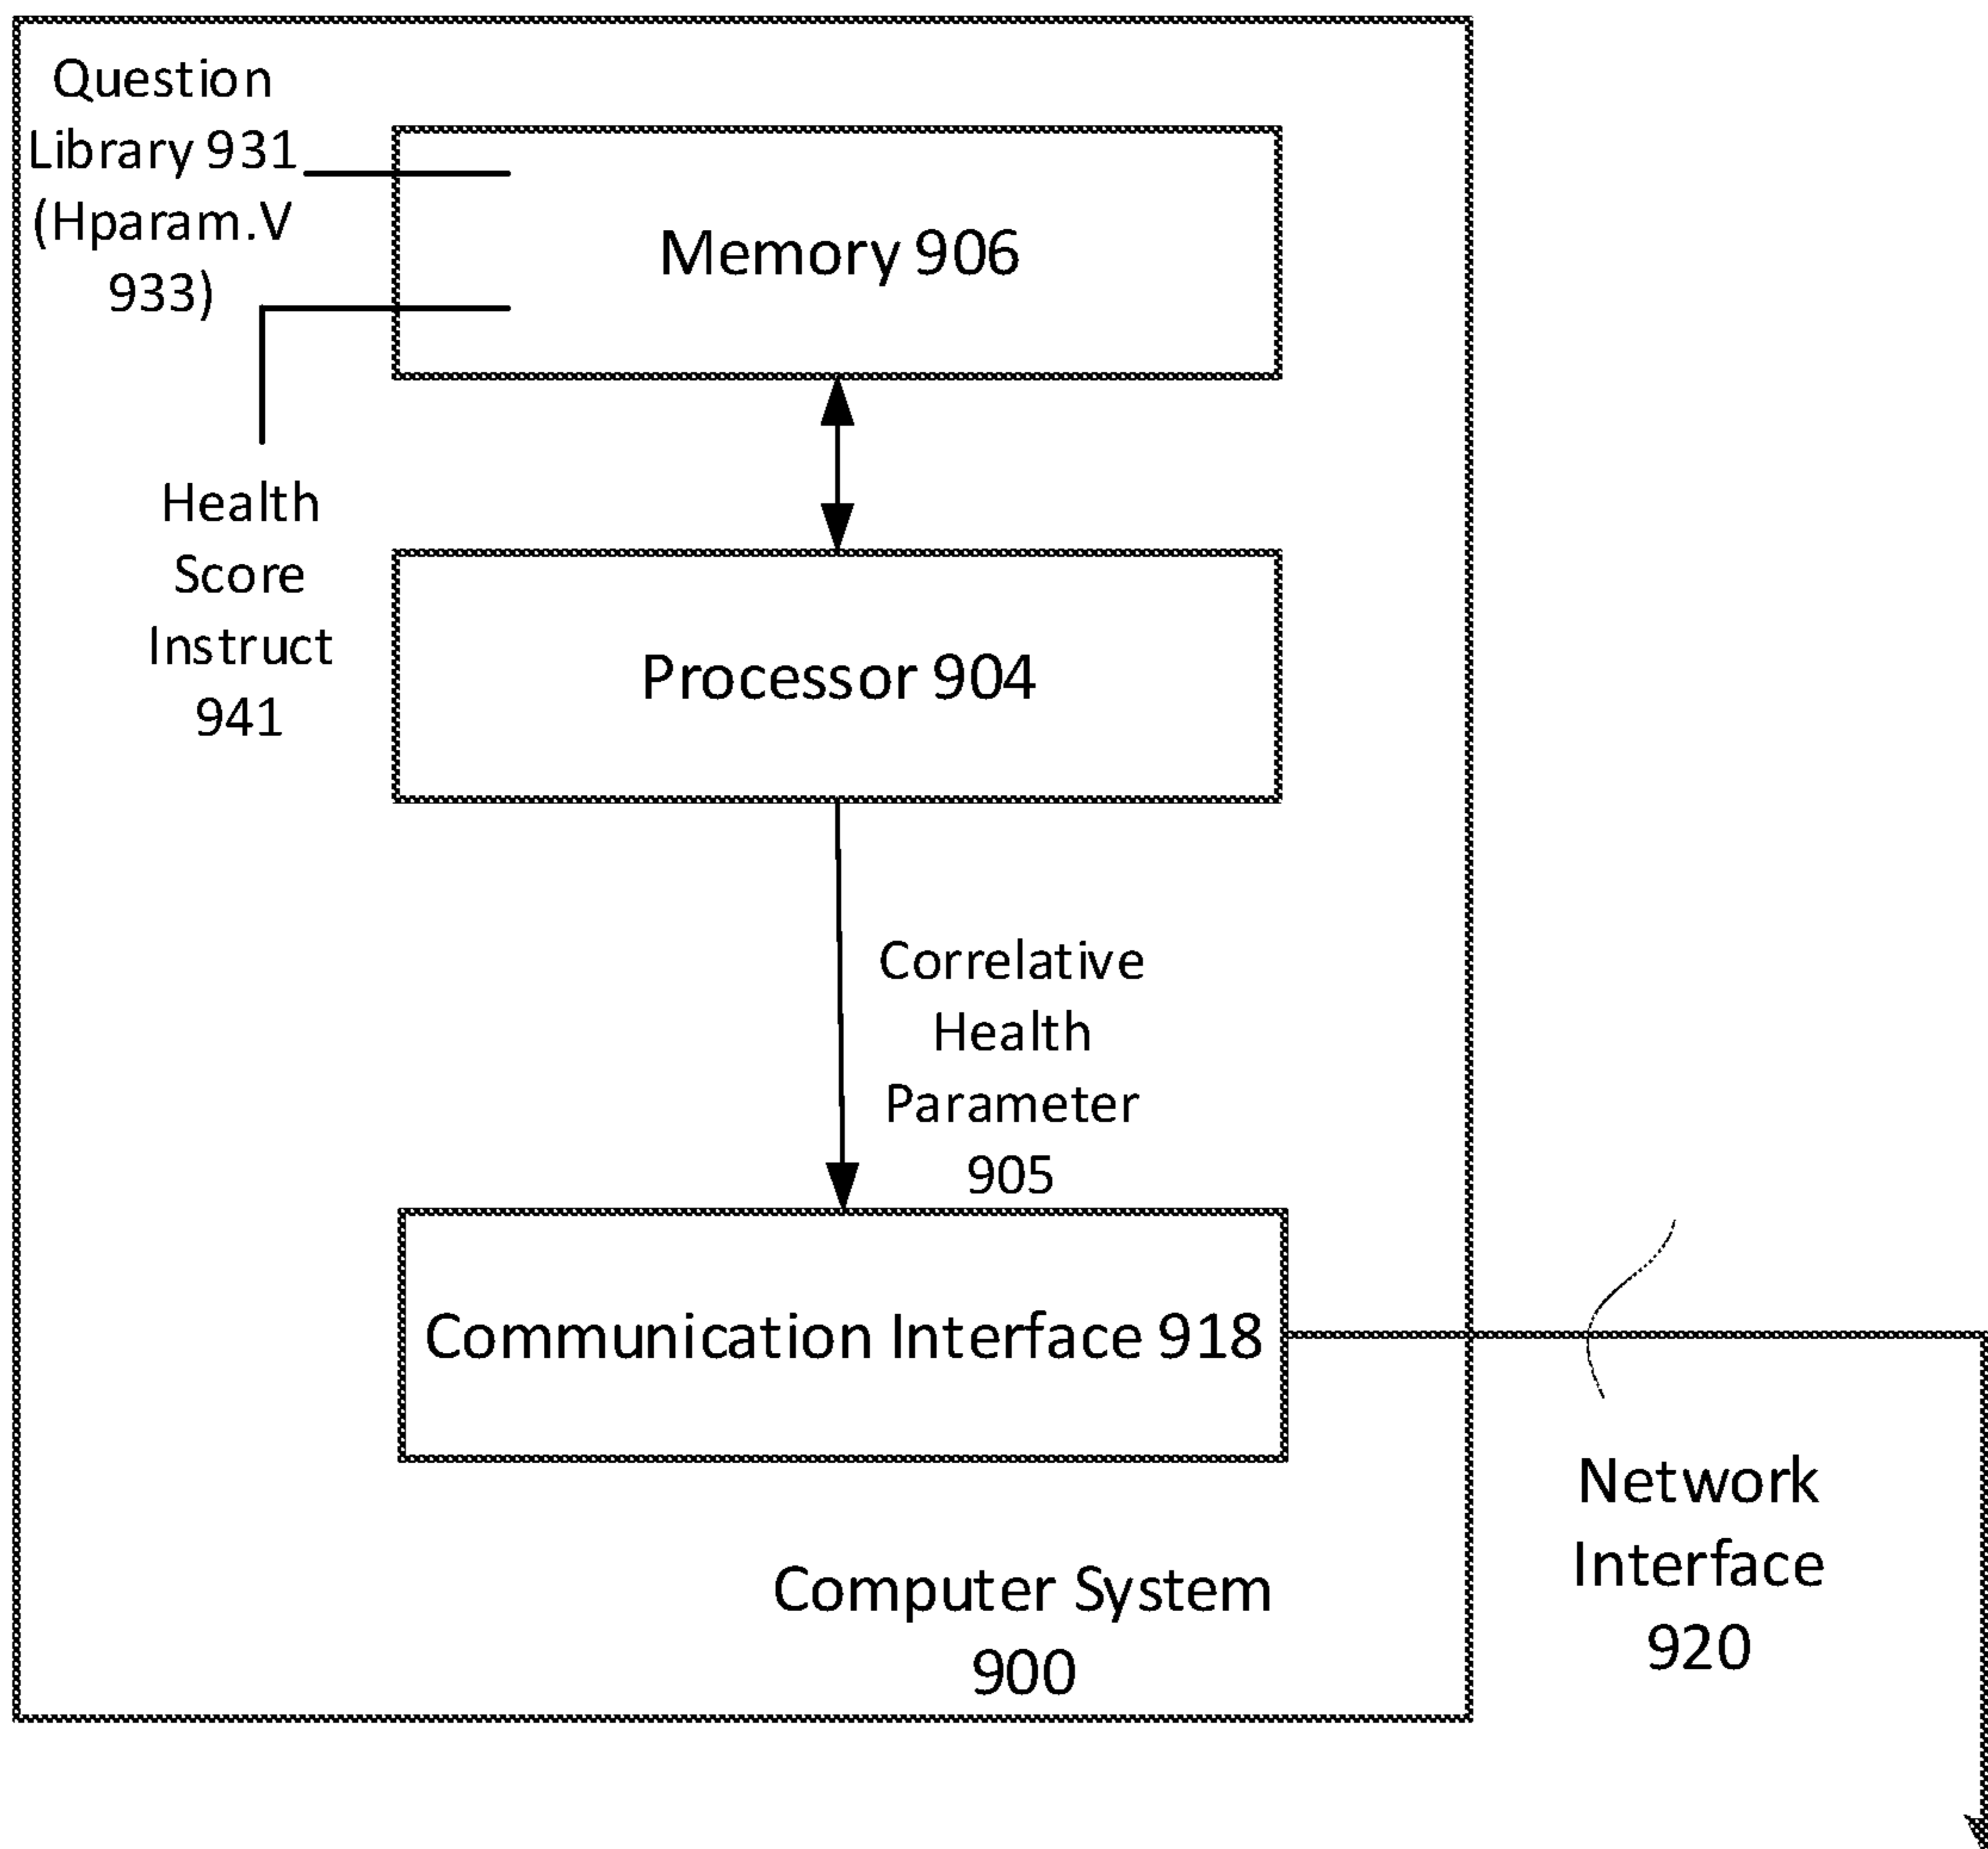 Question
Library 931
(Hparam.V
933)
Memory 906
Health
Score
Instruct
941
Processor 904
Correlative
Health
Parameter
905
Communication Interface 918
Network
Interface
920
Computer System
900